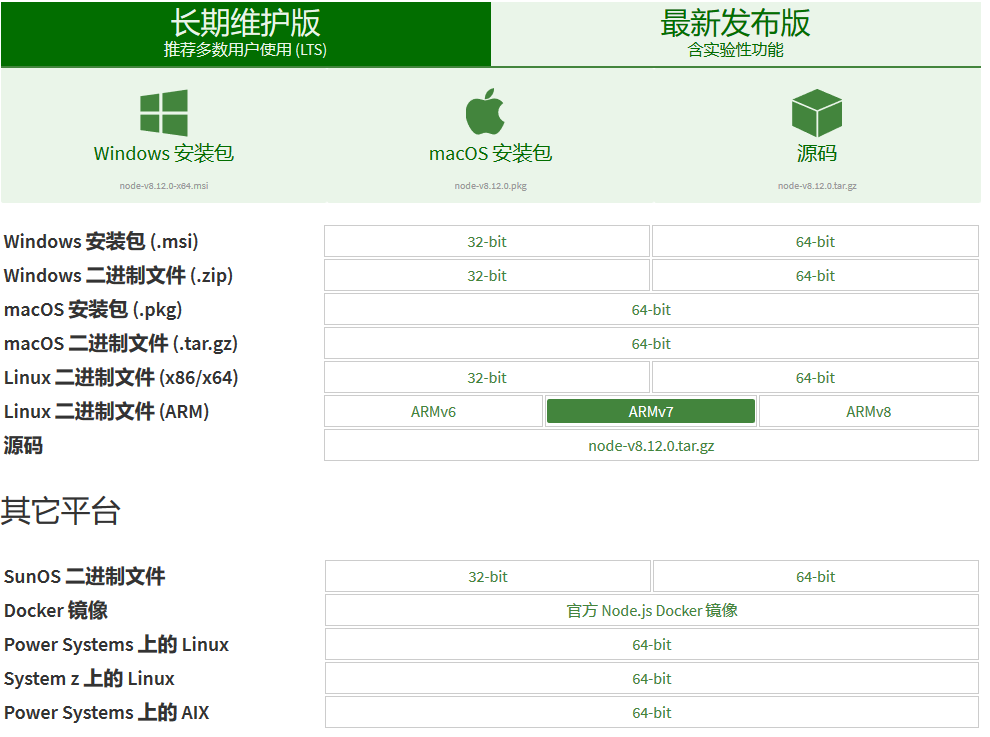 长期维护版
推荐多数用户使用 (LTS)
最新发布版
含实验性功能
Windows 安装包
node-v8.12.0-x64.msi
macOS 安装包
node-v8.12.0.pkg
源码
node-v8.12.0.tar.gz
Windows 安装包 (.msi) 32-bit 64-bit
Windows 二进制文件 (.zip) 32-bit 64-bit
macOS 安装包 (.pkg) 64-bit
macOS 二进制文件 (.tar.gz) 64-bit
Linux 二进制文件 (x86/x64) 32-bit 64-bit
Linux 二进制文件 (ARM) ARMv6 ARMv7 ARMv8
源码 node-v8.12.0.tar.gz
其它平台
SunOS 二进制文件 32-bit 64-bit
Docker 镜像 官方 Node.js Docker 镜像
Power Systems 上的 Linux 64-bit
System z 上的 Linux 64-bit
Power Systems 上的 AIX 64-bit